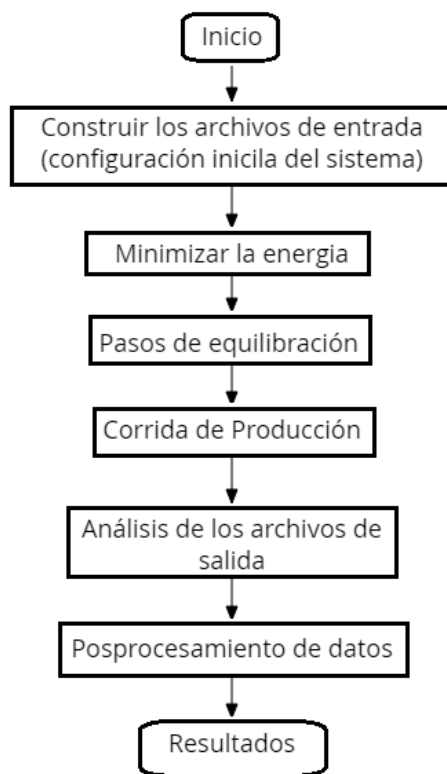 Inicio
Construir los archivos de entrada
(configuración inicila del sistema)
Minimizar la energia
Pasos de equilibración
Corrida de Producción
Análisis de los archivos de
salida
Posprocesamiento de datos
Resultados